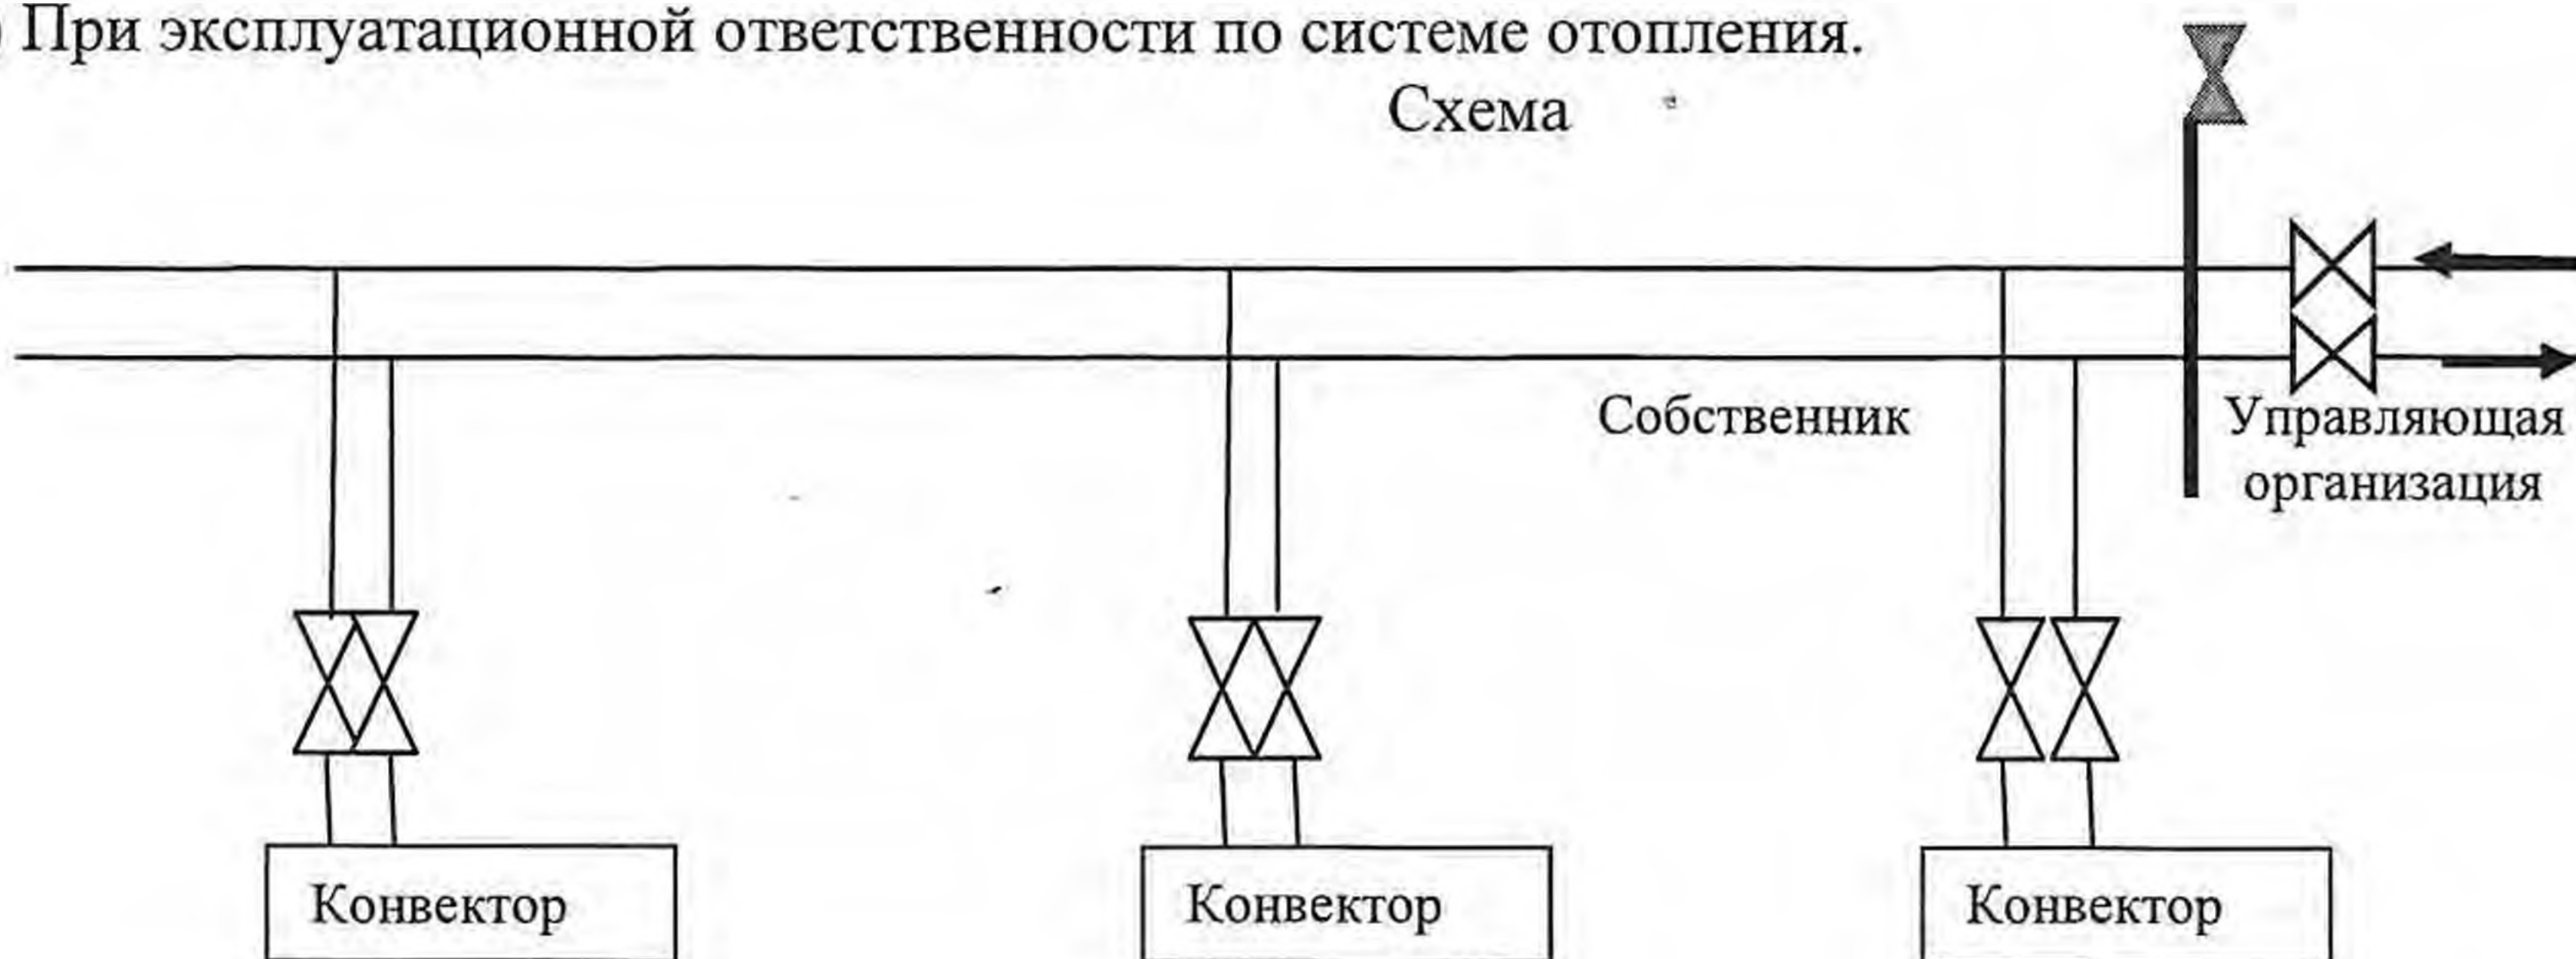 ) При эксплуатационной ответственности по системе отопления.
Схема
Собственник
Управляющая
организация
Конвектор
Конвектор
Конвектор